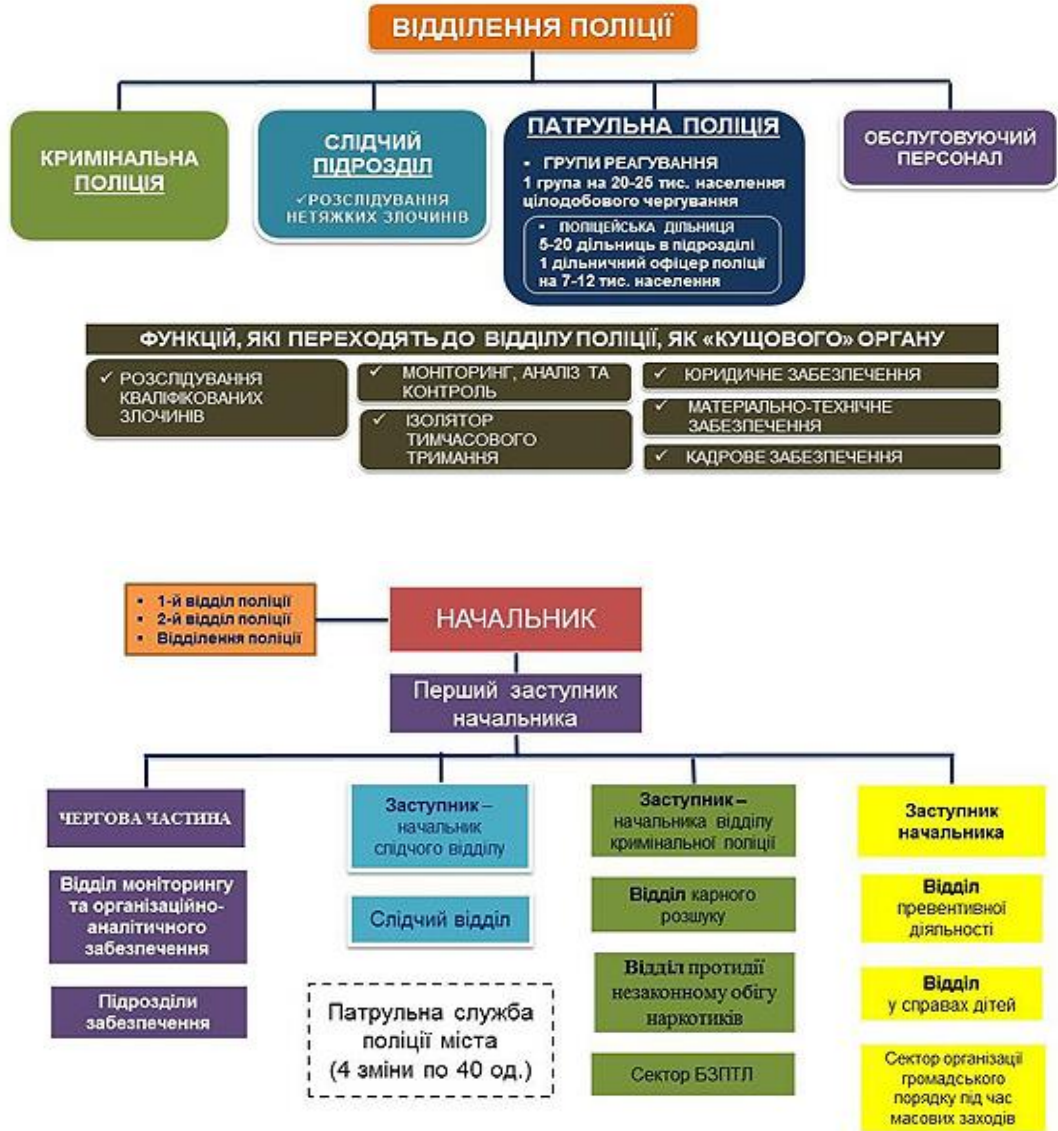 ВІДДІЛЕННЯ ПОЛІЦІЇ
КРИМІНАЛЬНА
ПОЛІЦІЯ
СЛІДЧИЙ
ПІДРОЗДІЛ
✓РОЗСЛІДУВАННЯ
НЕТЯЖКИХ ЗЛОЧИНІВ
ПАТРУЛЬНА ПОЛІЦІЯ
▪ ГРУПИ РЕАГУВАННЯ
1 група на 20-25 тис. населення
цілодобового чергування
▪ ПОЛІЦЕЙСЬКА ДІЛЬНИЦЯ
5-20 дільниць в підрозділі
1 дільничний офіцер поліції
на 7-12 тис. населення
ОБСЛУГОВУЮЧИЙ
ПЕРСОНАЛ
ФУНКЦІЙ, ЯКІ ПЕРЕХОДЯТЬ ДО ВІДДІЛУ ПОЛІЦІЇ, ЯК «КУЩОВОГО» ОРГАНУ
✓ РОЗСЛІДУВАННЯ
КВАЛІФІКОВАНИХ
ЗЛОЧИНІВ
✓ МОНІТОРИНГ, АНАЛІЗ ТА
КОНТРОЛЬ
✓ ІЗОЛЯТОР
ТИМЧАСОВОГО
ТРИМАННЯ
✓ ЮРИДИЧНЕ ЗАБЕЗПЕЧЕННЯ
✓ МАТЕРІАЛЬНО-ТЕХНІЧНЕ
ЗАБЕЗПЕЧЕННЯ
✓ КАДРОВЕ ЗАБЕЗПЕЧЕННЯ
▪ 1-й відділ поліції
▪ 2-й відділ поліції
▪ Відділення поліції
НАЧАЛЬНИК
Перший заступник
начальника
ЧЕРГОВА ЧАСТИНА
Відділ моніторингу
та організаційно-
аналітичного
забезпечення
Підрозділи
забезпечення
Заступник –
начальник
слідчого відділу
Слідчий відділ
Патрульна служба
поліції міста
(4 зміни по 40 од.)
Заступник –
начальника відділу
кримінальної поліції
Відділ карного
розшуку
Відділ протидії
незаконному обігу
наркотиків
Сектор БЗПТЛ
Заступник
начальника
Відділ
превентивної
діяльності
Відділ
у справах дітей
Сектор організації
громадського
порядку під час
масових заходів